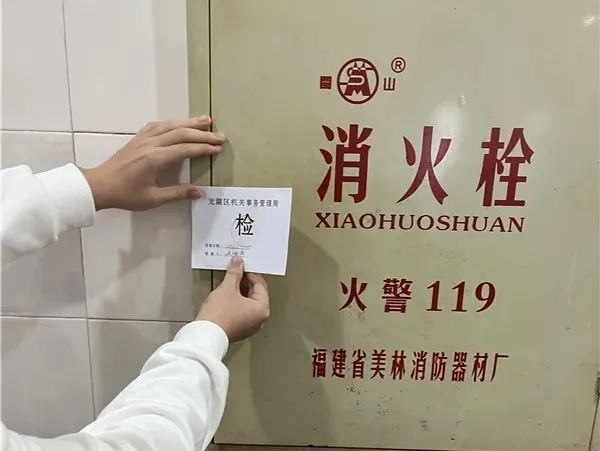 山®
消火栓
XIAOHUOSHUAN
火警119
福建省美林消防器材厂
龙湖区机关事务管理局
检